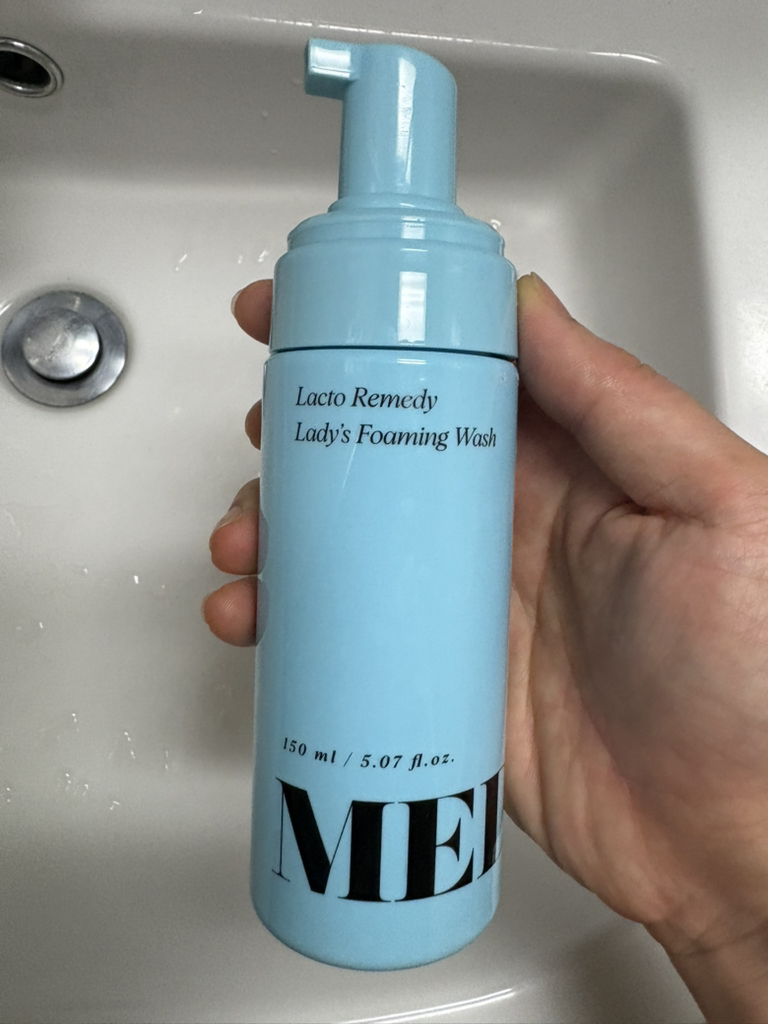 Lacto Remedy
Lady's Foaming Wash
150 ml / 5.07 fl.oz.